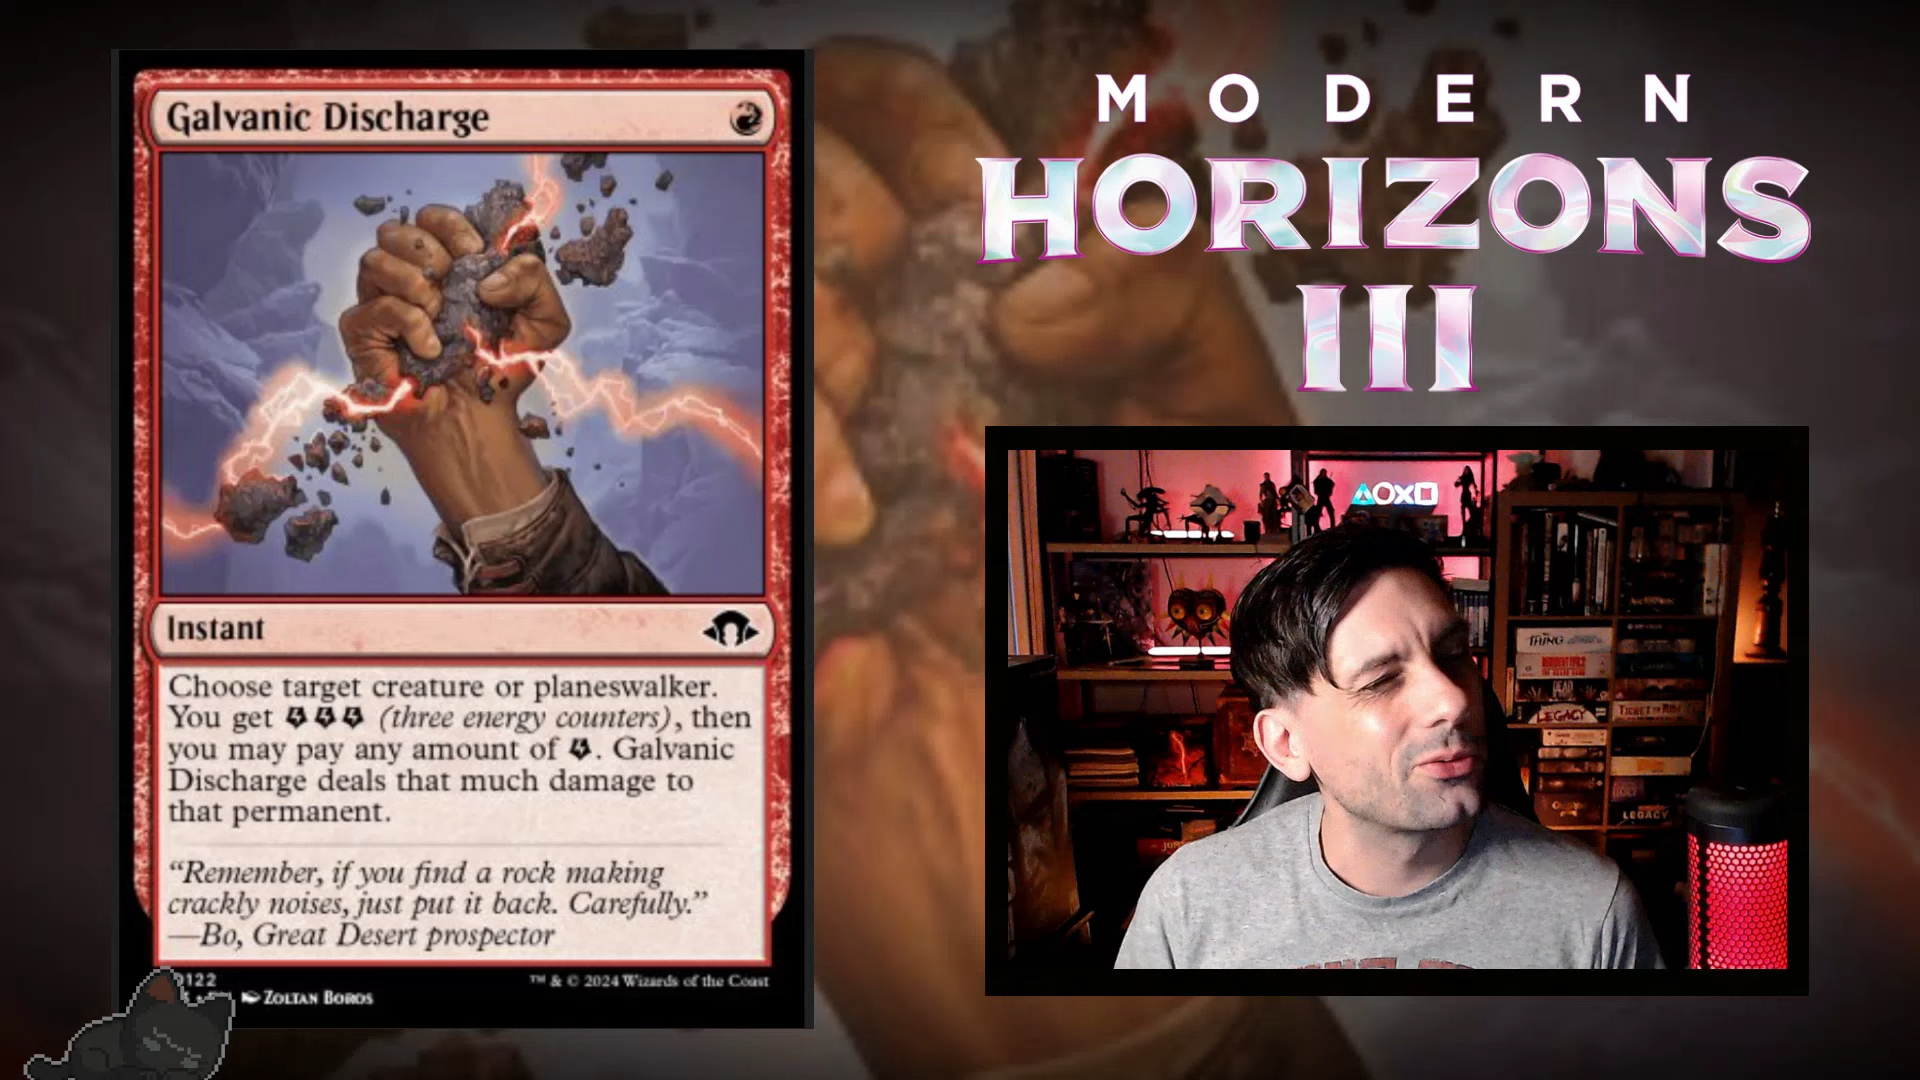 Galvanic Discharge
Instant
Choose target creature or planeswalker.
You get (three energy counters), then
you may pay any amount of . Galvanic
Discharge deals that much damage to
that permanent.
“Remember, if you find a rock making
crackly noises, just put it back. Carefully.”
—Bo, Great Desert prospector
0122
™ & © 2024 Wizards of the Coast
ZOLTAN BOROS
MODERN
HORIZONS
III
THING
LEGACY
TICKET TO RIDE
LEGACY